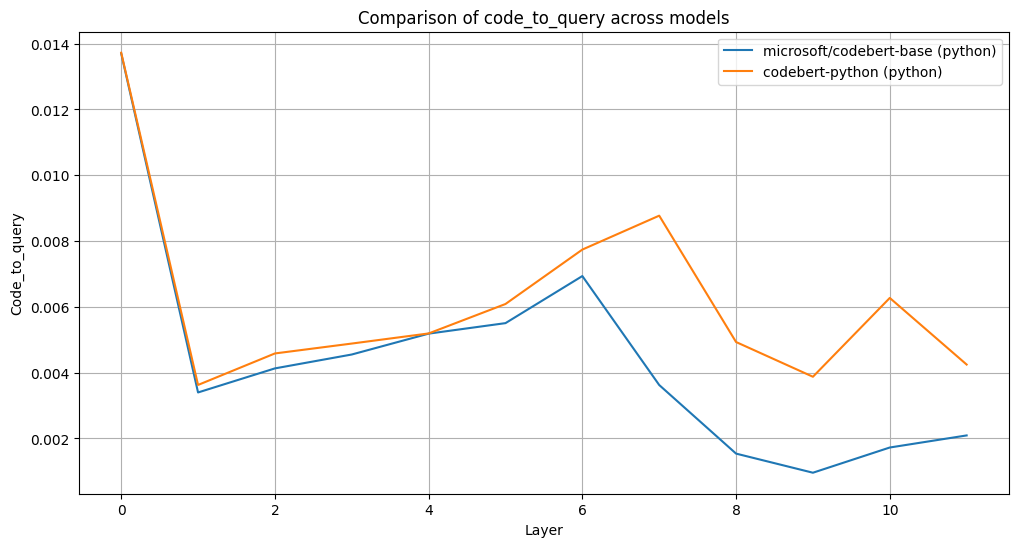 Comparison of code_to_query across models
microsoft/codebert-base (python)
codebert-python (python)
Code_to_query
0.014
0.012
0.010
0.008
0.006
0.004
0.002
0 2 4 6 8 10
Layer